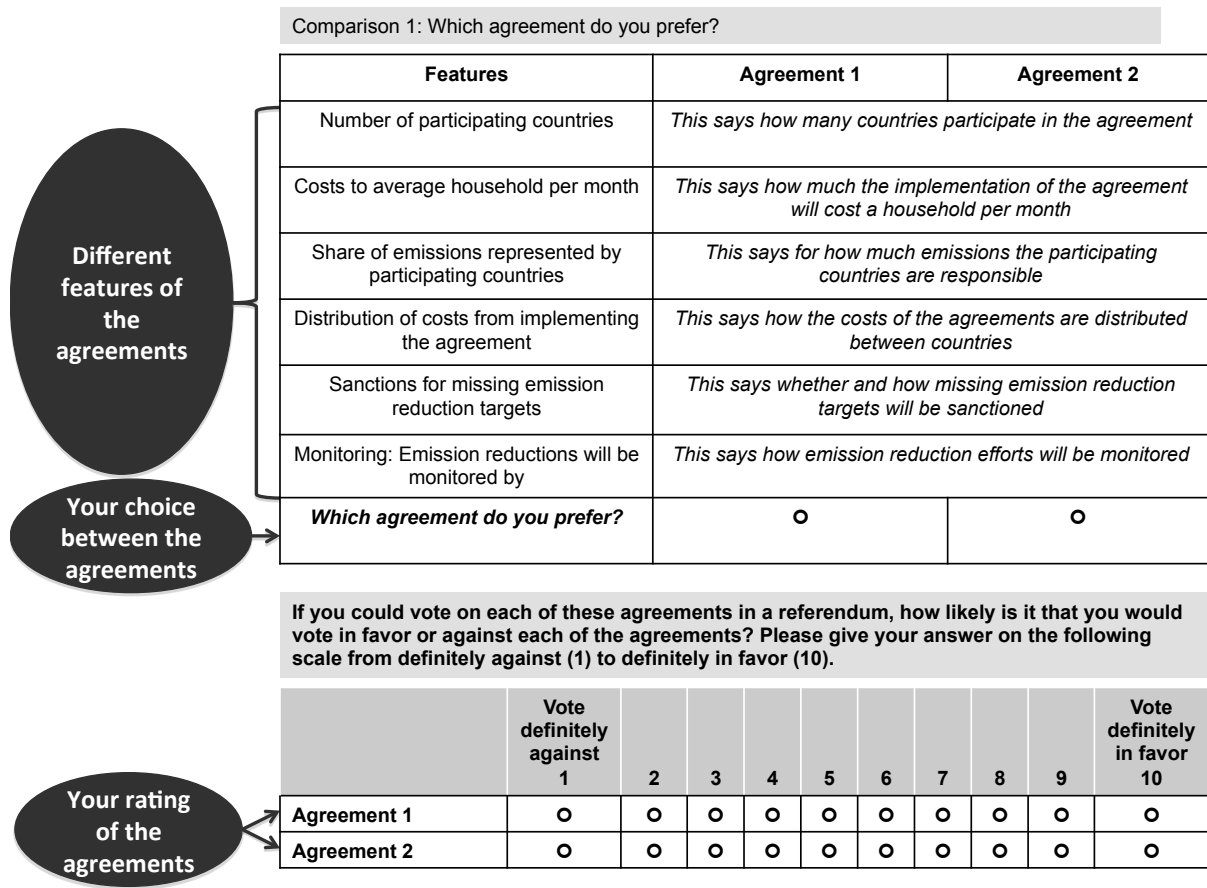 Comparison 1: Which agreement do you prefer?
Features Agreement 1 Agreement 2
Number of participating countries This says how many countries participate in the agreement
Costs to average household per month This says how much the implementation of the agreement
will cost a household per month
Different
features of
the
agreements
Share of emissions represented by
participating countries
This says for how much emissions the participating
countries are responsible
Distribution of costs from implementing
the agreement
This says how the costs of the agreements are distributed
between countries
Sanctions for missing emission
reduction targets
This says whether and how missing emission reduction
targets will be sanctioned
Monitoring: Emission reductions will be
monitored by
This says how emission reduction efforts will be monitored
Your choice
between the
agreements
Which agreement do you prefer?
If you could vote on each of these agreements in a referendum, how likely is it that you would
vote in favor or against each of the agreements? Please give your answer on the following
scale from definitely against (1) to definitely in favor (10).
Vote
definitely
against
1 2 3 4 5 6 7 8 9
Vote
definitely
in favor
10
Your rating
of the
agreements
Agreement 1
Agreement 2